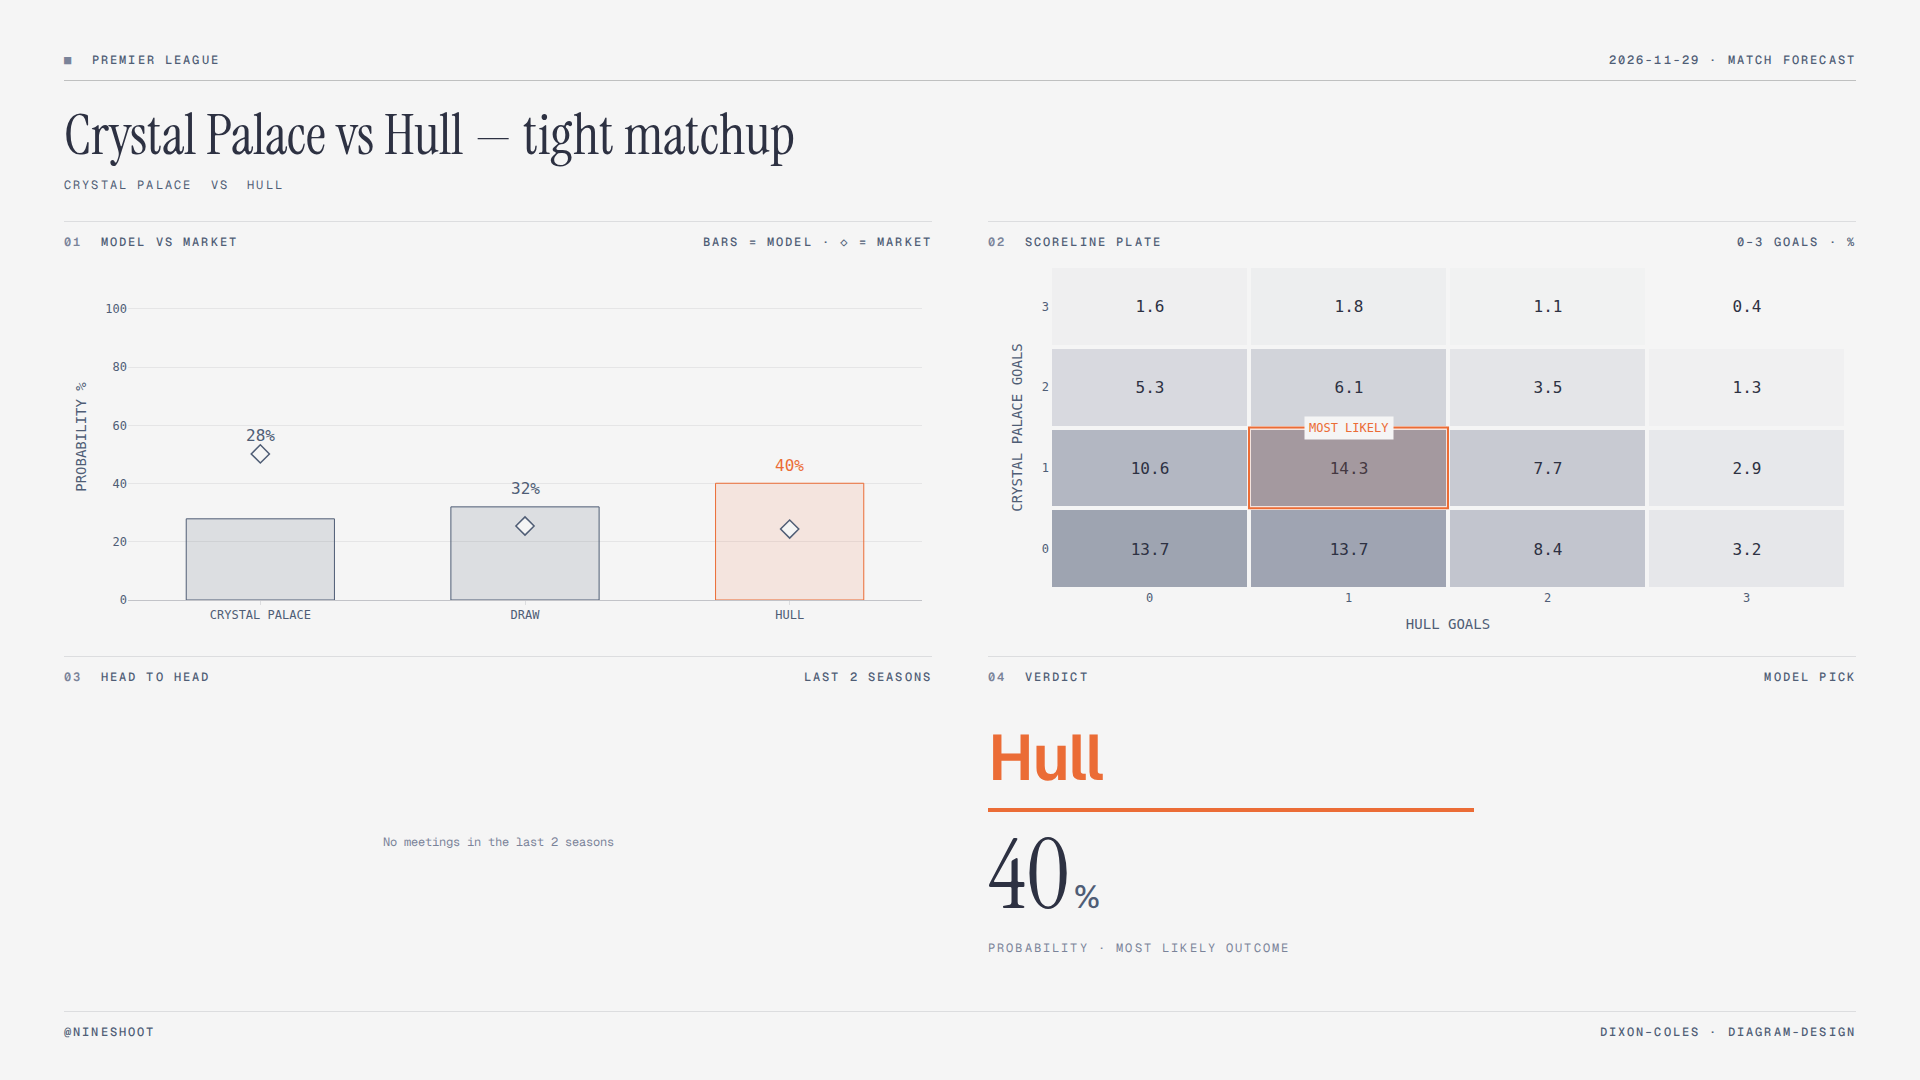 ■ PREMIER LEAGUE
2026-11-29 · MATCH FORECAST
Crystal Palace vs Hull — tight matchup
CRYSTAL PALACE VS HULL
01 MODEL VS MARKET
BARS = MODEL · ◇ = MARKET
PROBABILITY %
100
80
60
40
20
0
28%
32%
40%
CRYSTAL PALACE
DRAW
HULL
02 SCORELINE PLATE
0–3 GOALS · %
CRYSTAL PALACE GOALS
3 1.6 1.8 1.1 0.4
2 5.3 6.1 3.5 1.3
MOST LIKELY
1 10.6 14.3 7.7 2.9
0 13.7 13.7 8.4 3.2
0 1 2 3
HULL GOALS
03 HEAD TO HEAD
LAST 2 SEASONS
No meetings in the last 2 seasons
04 VERDICT
MODEL PICK
Hull
40%
PROBABILITY · MOST LIKELY OUTCOME
@NINESHOOT
DIXON-COLES · DIAGRAM-DESIGN